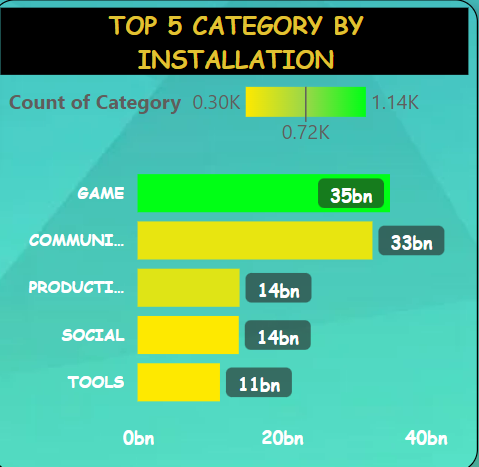 TOP 5 CATEGORY BY
INSTALLATION
Count of Category 0.30K 1.14K
0.72K
GAME 35bn
COMMUNI... 33bn
PRODUCTI... 14bn
SOCIAL 14bn
TOOLS 11bn
0bn 20bn 40bn